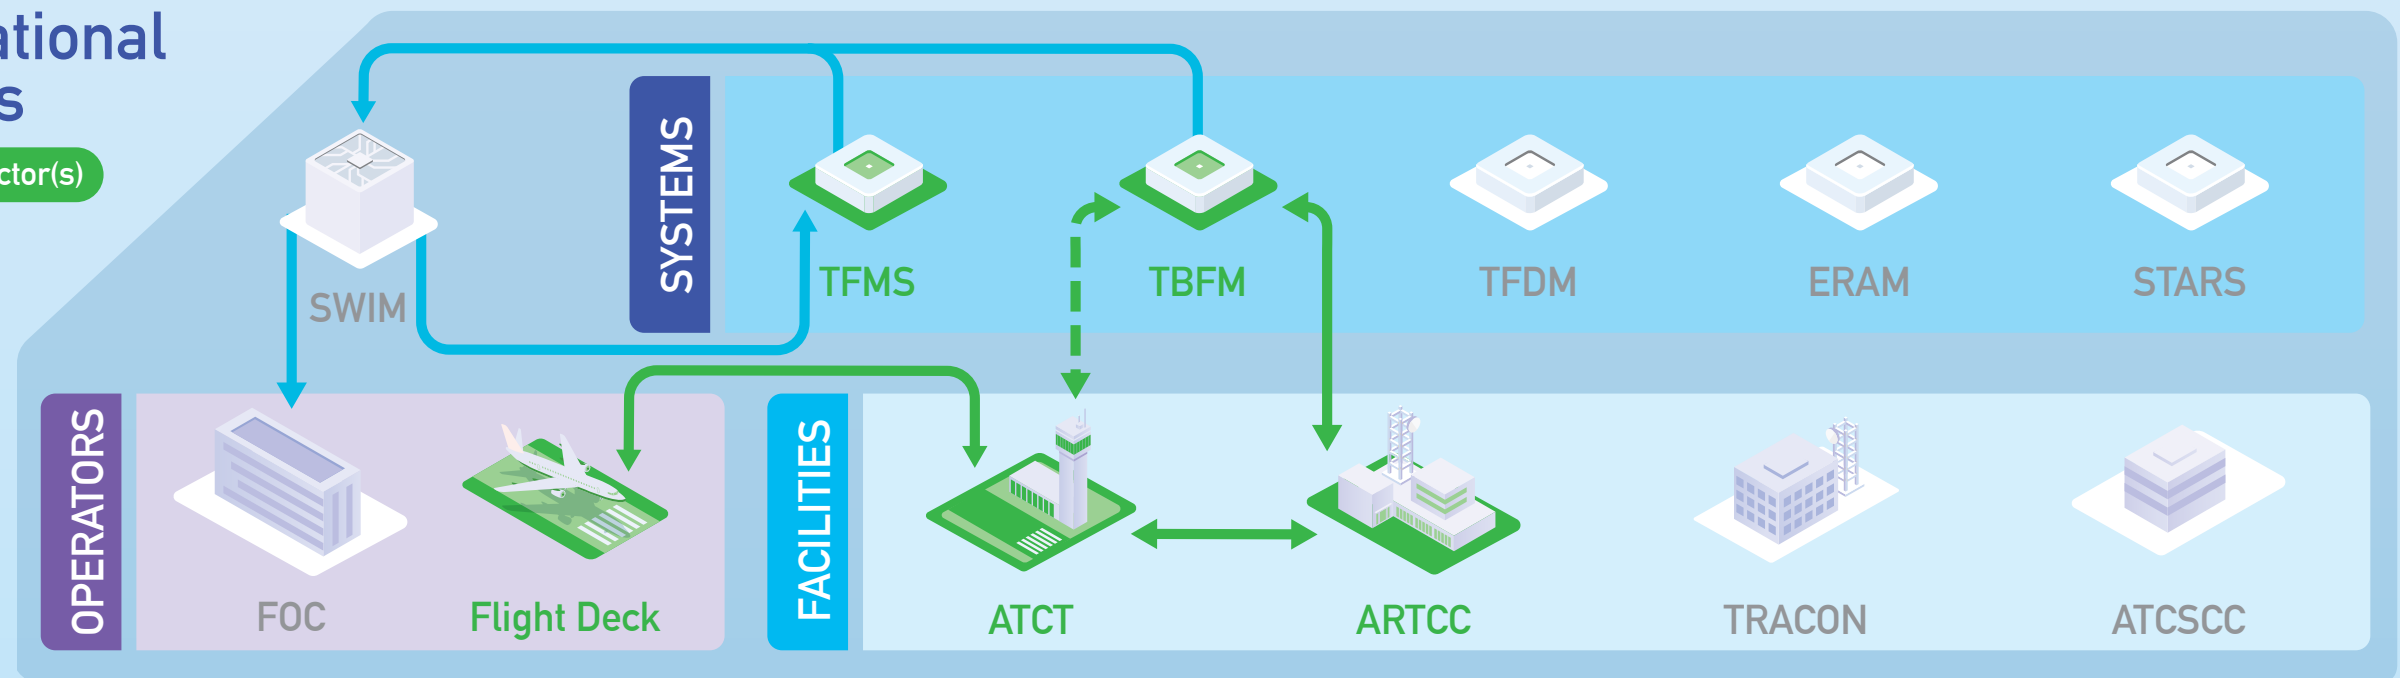 ational
s
ctor(s)
SYSTEMS
SWIM
TFMS
TBFM
TFDM
ERAM
STARS
OPERATORS
FOC
Flight Deck
FACILITIES
ATCT
ARTCC
TRACON
ATCSCC